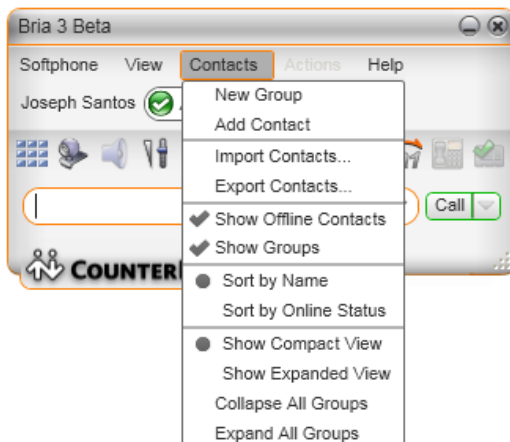 Bria 3 Beta
Softphone View Contacts Actions Help
Joseph Santos
New Group
Add Contact
Import Contacts...
Export Contacts...
Call
Show Offline Contacts
Show Groups
Sort by Name
Sort by Online Status
Show Compact View
Show Expanded View
Collapse All Groups
Expand All Groups